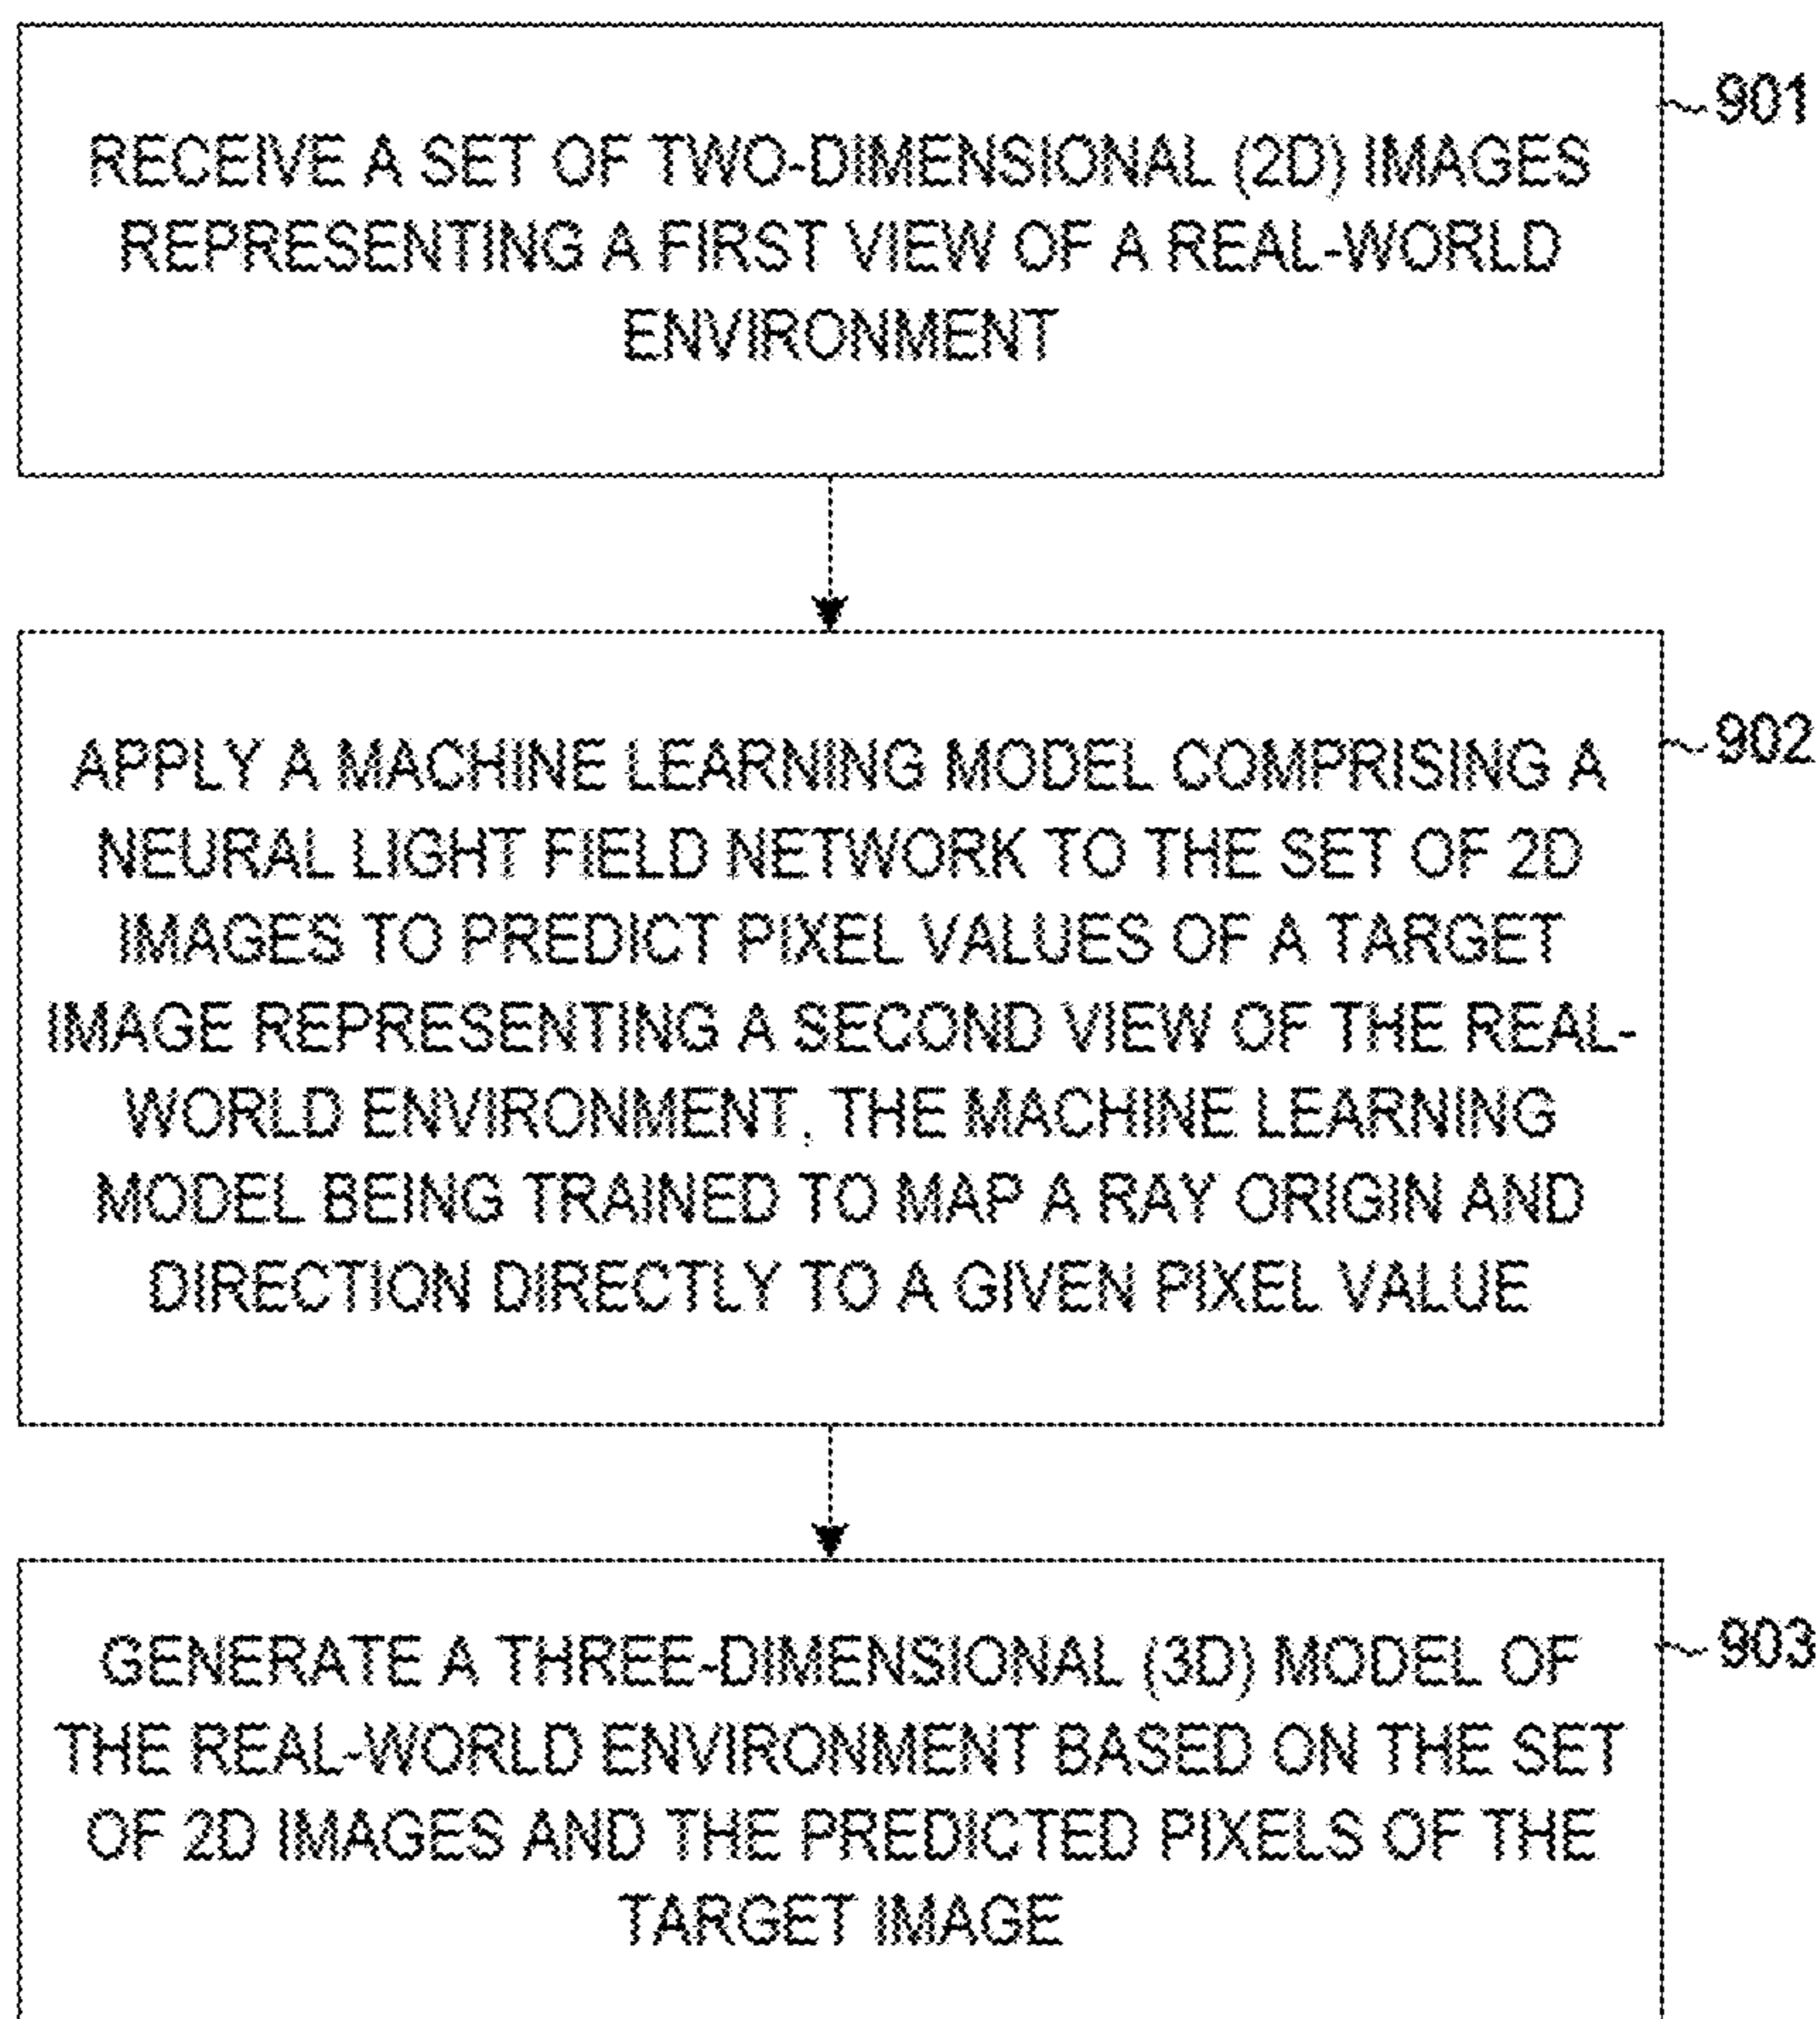 RECEIVE A SET OF TWO-DIMENSIONAL (2D) IMAGES
REPRESENTING A FIRST VIEW OF A REAL-WORLD
ENVIRONMENT
901
APPLY A MACHINE LEARNING MODEL COMPRISING A
NEURAL LIGHT FIELD NETWORK TO THE SET OF 2D
IMAGES TO PREDICT PIXEL VALUES OF A TARGET
IMAGE REPRESENTING A SECOND VIEW OF THE REAL-
WORLD ENVIRONMENT, THE MACHINE LEARNING
MODEL BEING TRAINED TO MAP A RAY ORIGIN AND
DIRECTION DIRECTLY TO A GIVEN PIXEL VALUE
902
GENERATE A THREE-DIMENSIONAL (3D) MODEL OF
THE REAL-WORLD ENVIRONMENT BASED ON THE SET
OF 2D IMAGES AND THE PREDICTED PIXELS OF THE
TARGET IMAGE
903